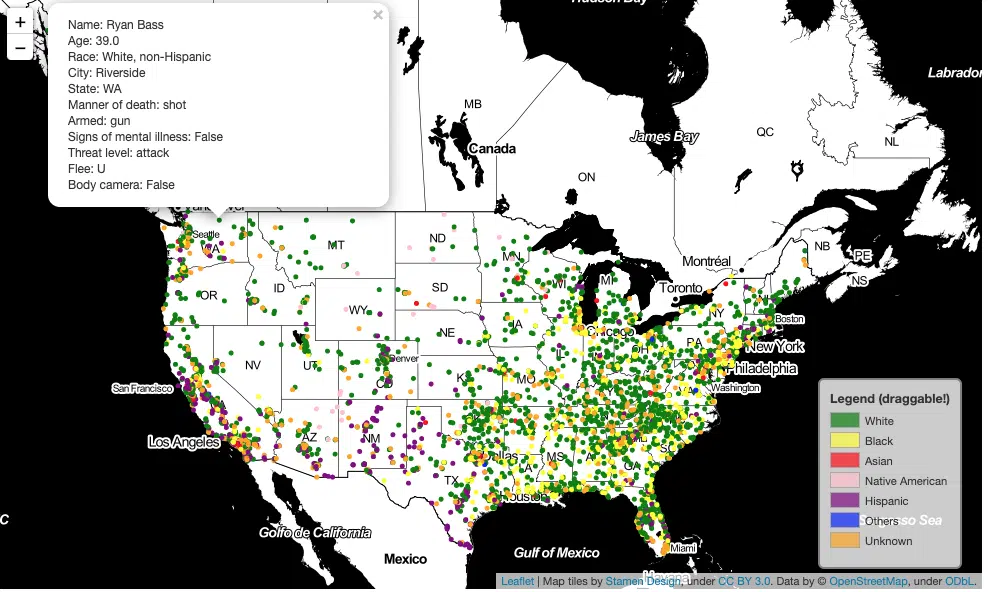 Hudson Bay
+
−
×
Name: Ryan Bass
Age: 39.0
Race: White, non-Hispanic
City: Riverside
State: WA
Manner of death: shot
Armed: gun
Signs of mental illness: False
Threat level: attack
Flee: U
Body camera: False
Labrador
MB
Canada
James Bay
QC
NL
ON
Vancouver
Seattle
WA
MT
ND
MN
Montréal
NB
PE
NS
OR
ID
SD
WI
MI
Toronto
WY
NY
Boston
NE
IA
Chicago
New York
NV
UT
Denver
CO
OH
PA
Philadelphia
San Francisco
MO
Washington
Los Angeles
AZ
NM
Dallas
MS
GA
SC
TX
Houston
Golfo de California
Mexico
Gulf of Mexico
Miami
Havana
Legend (draggable!)
White
Black
Asian
Native American
Hispanic
Others
Unknown
Leaflet | Map tiles by Stamen Design, under CC BY 3.0. Data by © OpenStreetMap, under ODbL.